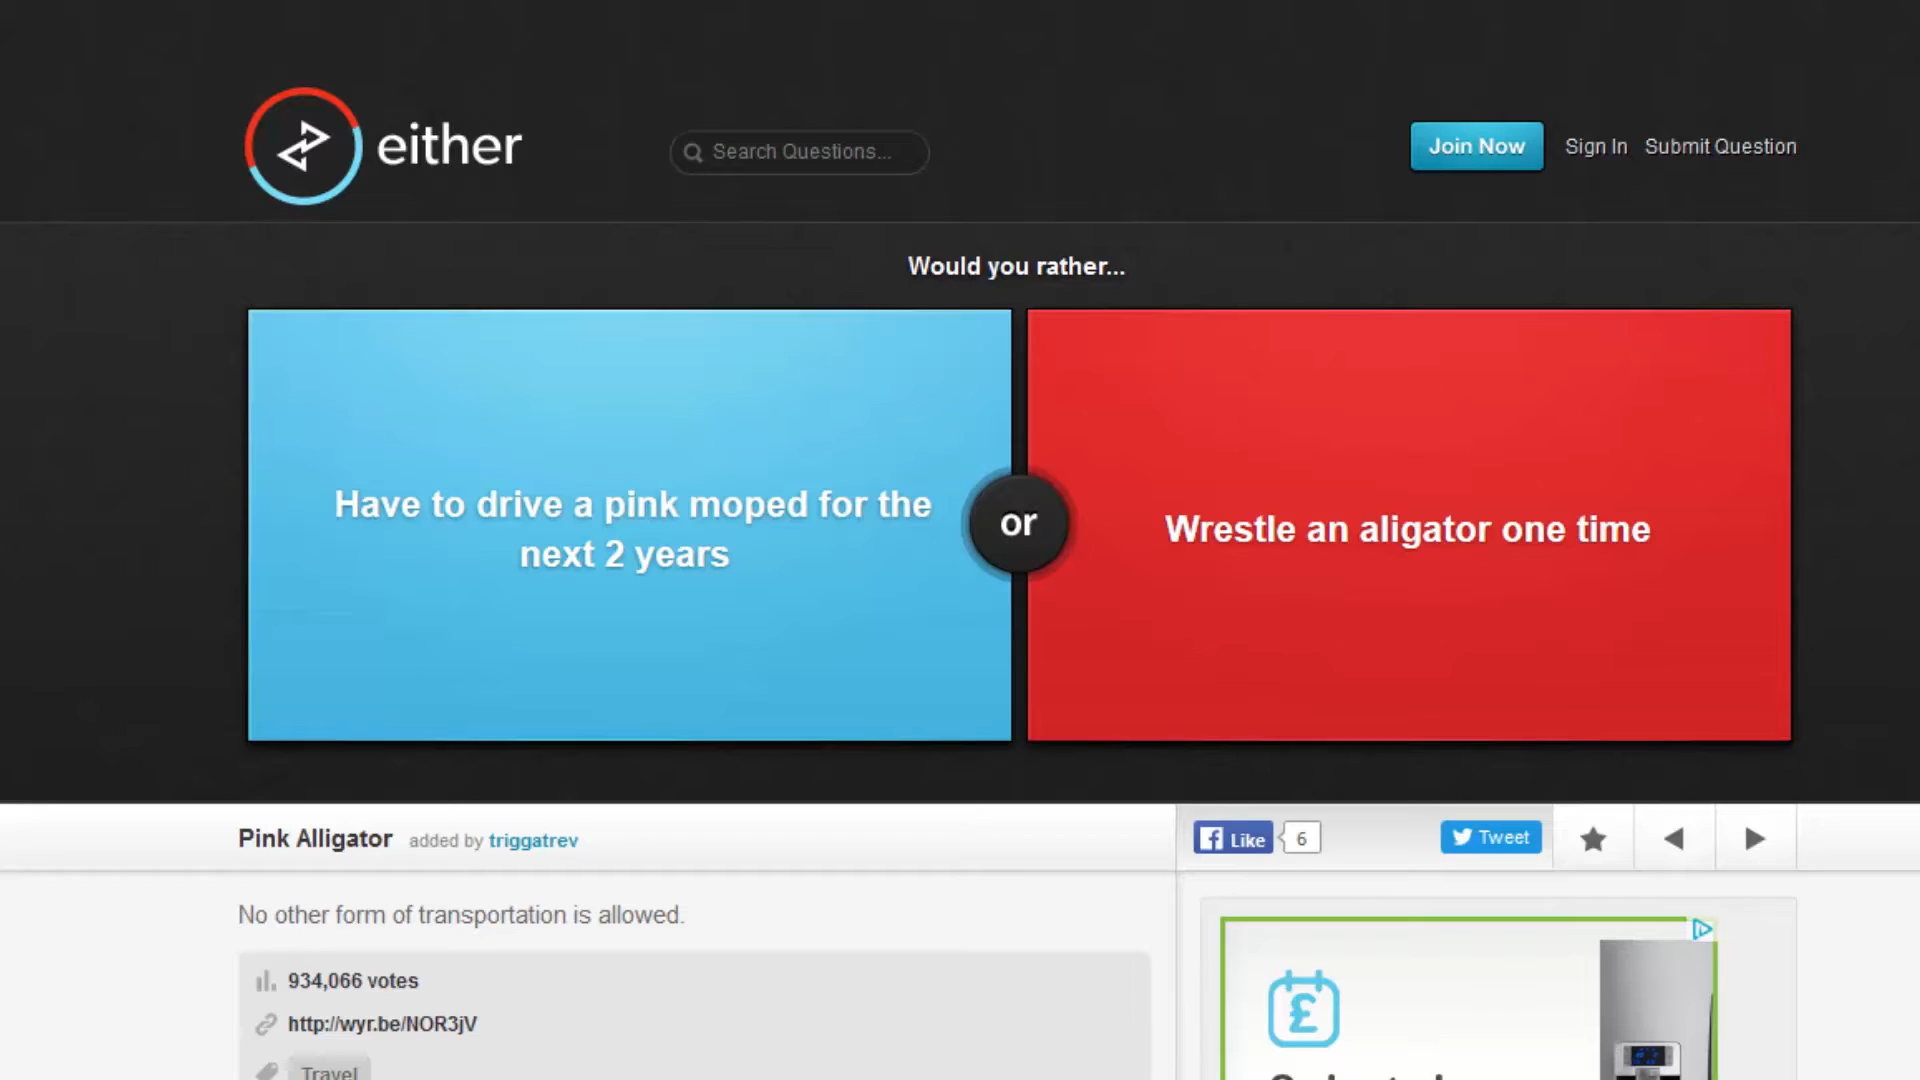 either
Search Questions...
Join Now
Sign In
Submit Question
Would you rather...
Have to drive a pink moped for the
next 2 years
or
Wrestle an aligator one time
Pink Alligator added by triggatrev
Like
6
Tweet
No other form of transportation is allowed.
934,066 votes
http://wyr.be/NOR3jV
£
Travel